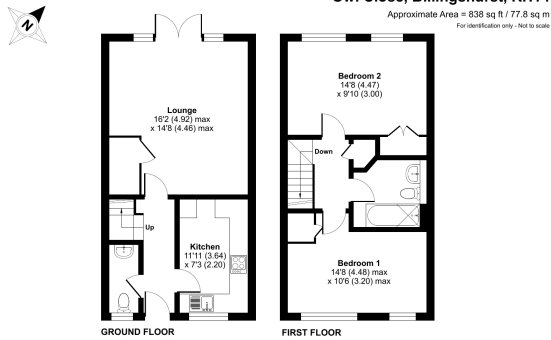 Approximate Area = 838 sq ft / 77.8 sq m
For identification only - Not to scale
N
Lounge
16'2 (4.92) max
x 14'8 (4.46) max
Up
Kitchen
11'11 (3.64)
x 7'3 (2.20)
GROUND FLOOR
Bedroom 2
14'8 (4.47)
x 9'10 (3.00)
Down
Bedroom 1
14'8 (4.48) max
x 10'6 (3.20) max
FIRST FLOOR